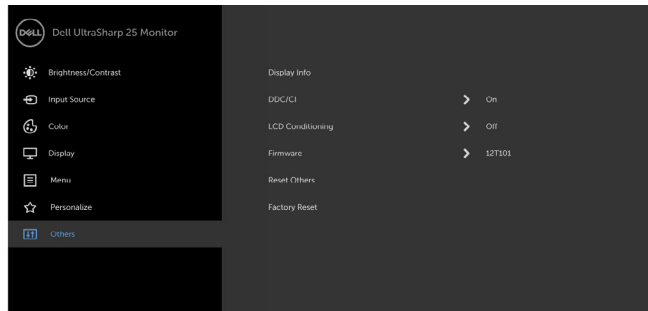 DELL Dell UltraSharp 25 Monitor
Brightness/Contrast
Display Info
Input Source
DDC/CI
On
Color
LCD Conditioning
Off
Display
Firmware
12T101
Menu
Reset Others
Personalize
Factory Reset
Others